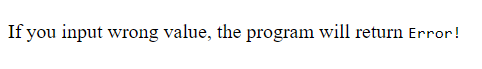 If you input wrong value, the program will return Error!